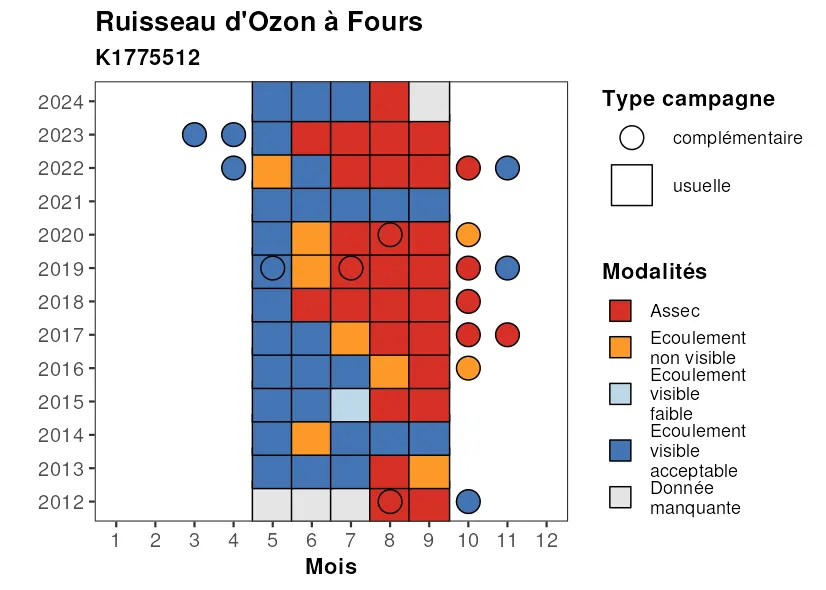 Ruisseau d'Ozon à Fours
K1775512
2024
2023
2022
2021
2020
2019
2018
2017
2016
2015
2014
2013
2012
1 2 3 4 5 6 7 8 9 10 11 12
Mois
Type campagne
complémentaire
usuelle
Modalités
Assec
Ecoulement
non visible
Ecoulement
visible
faible
Ecoulement
visible
acceptable
Donnée
manquante